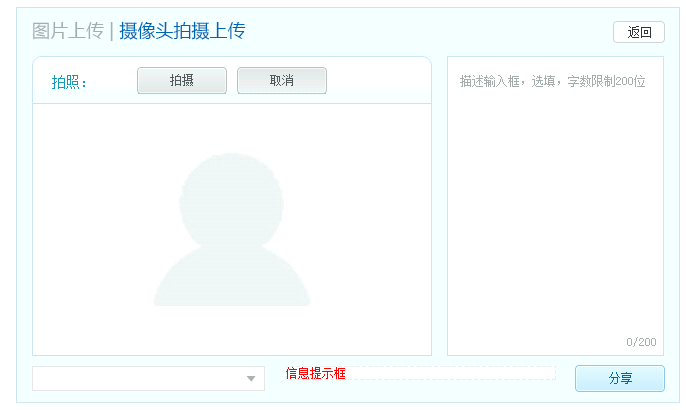 图片上传 | 摄像头拍摄上传
返回
拍照：
拍摄
取消
描述输入框，选填，字数限制200位
0/200
信息提示框
分享